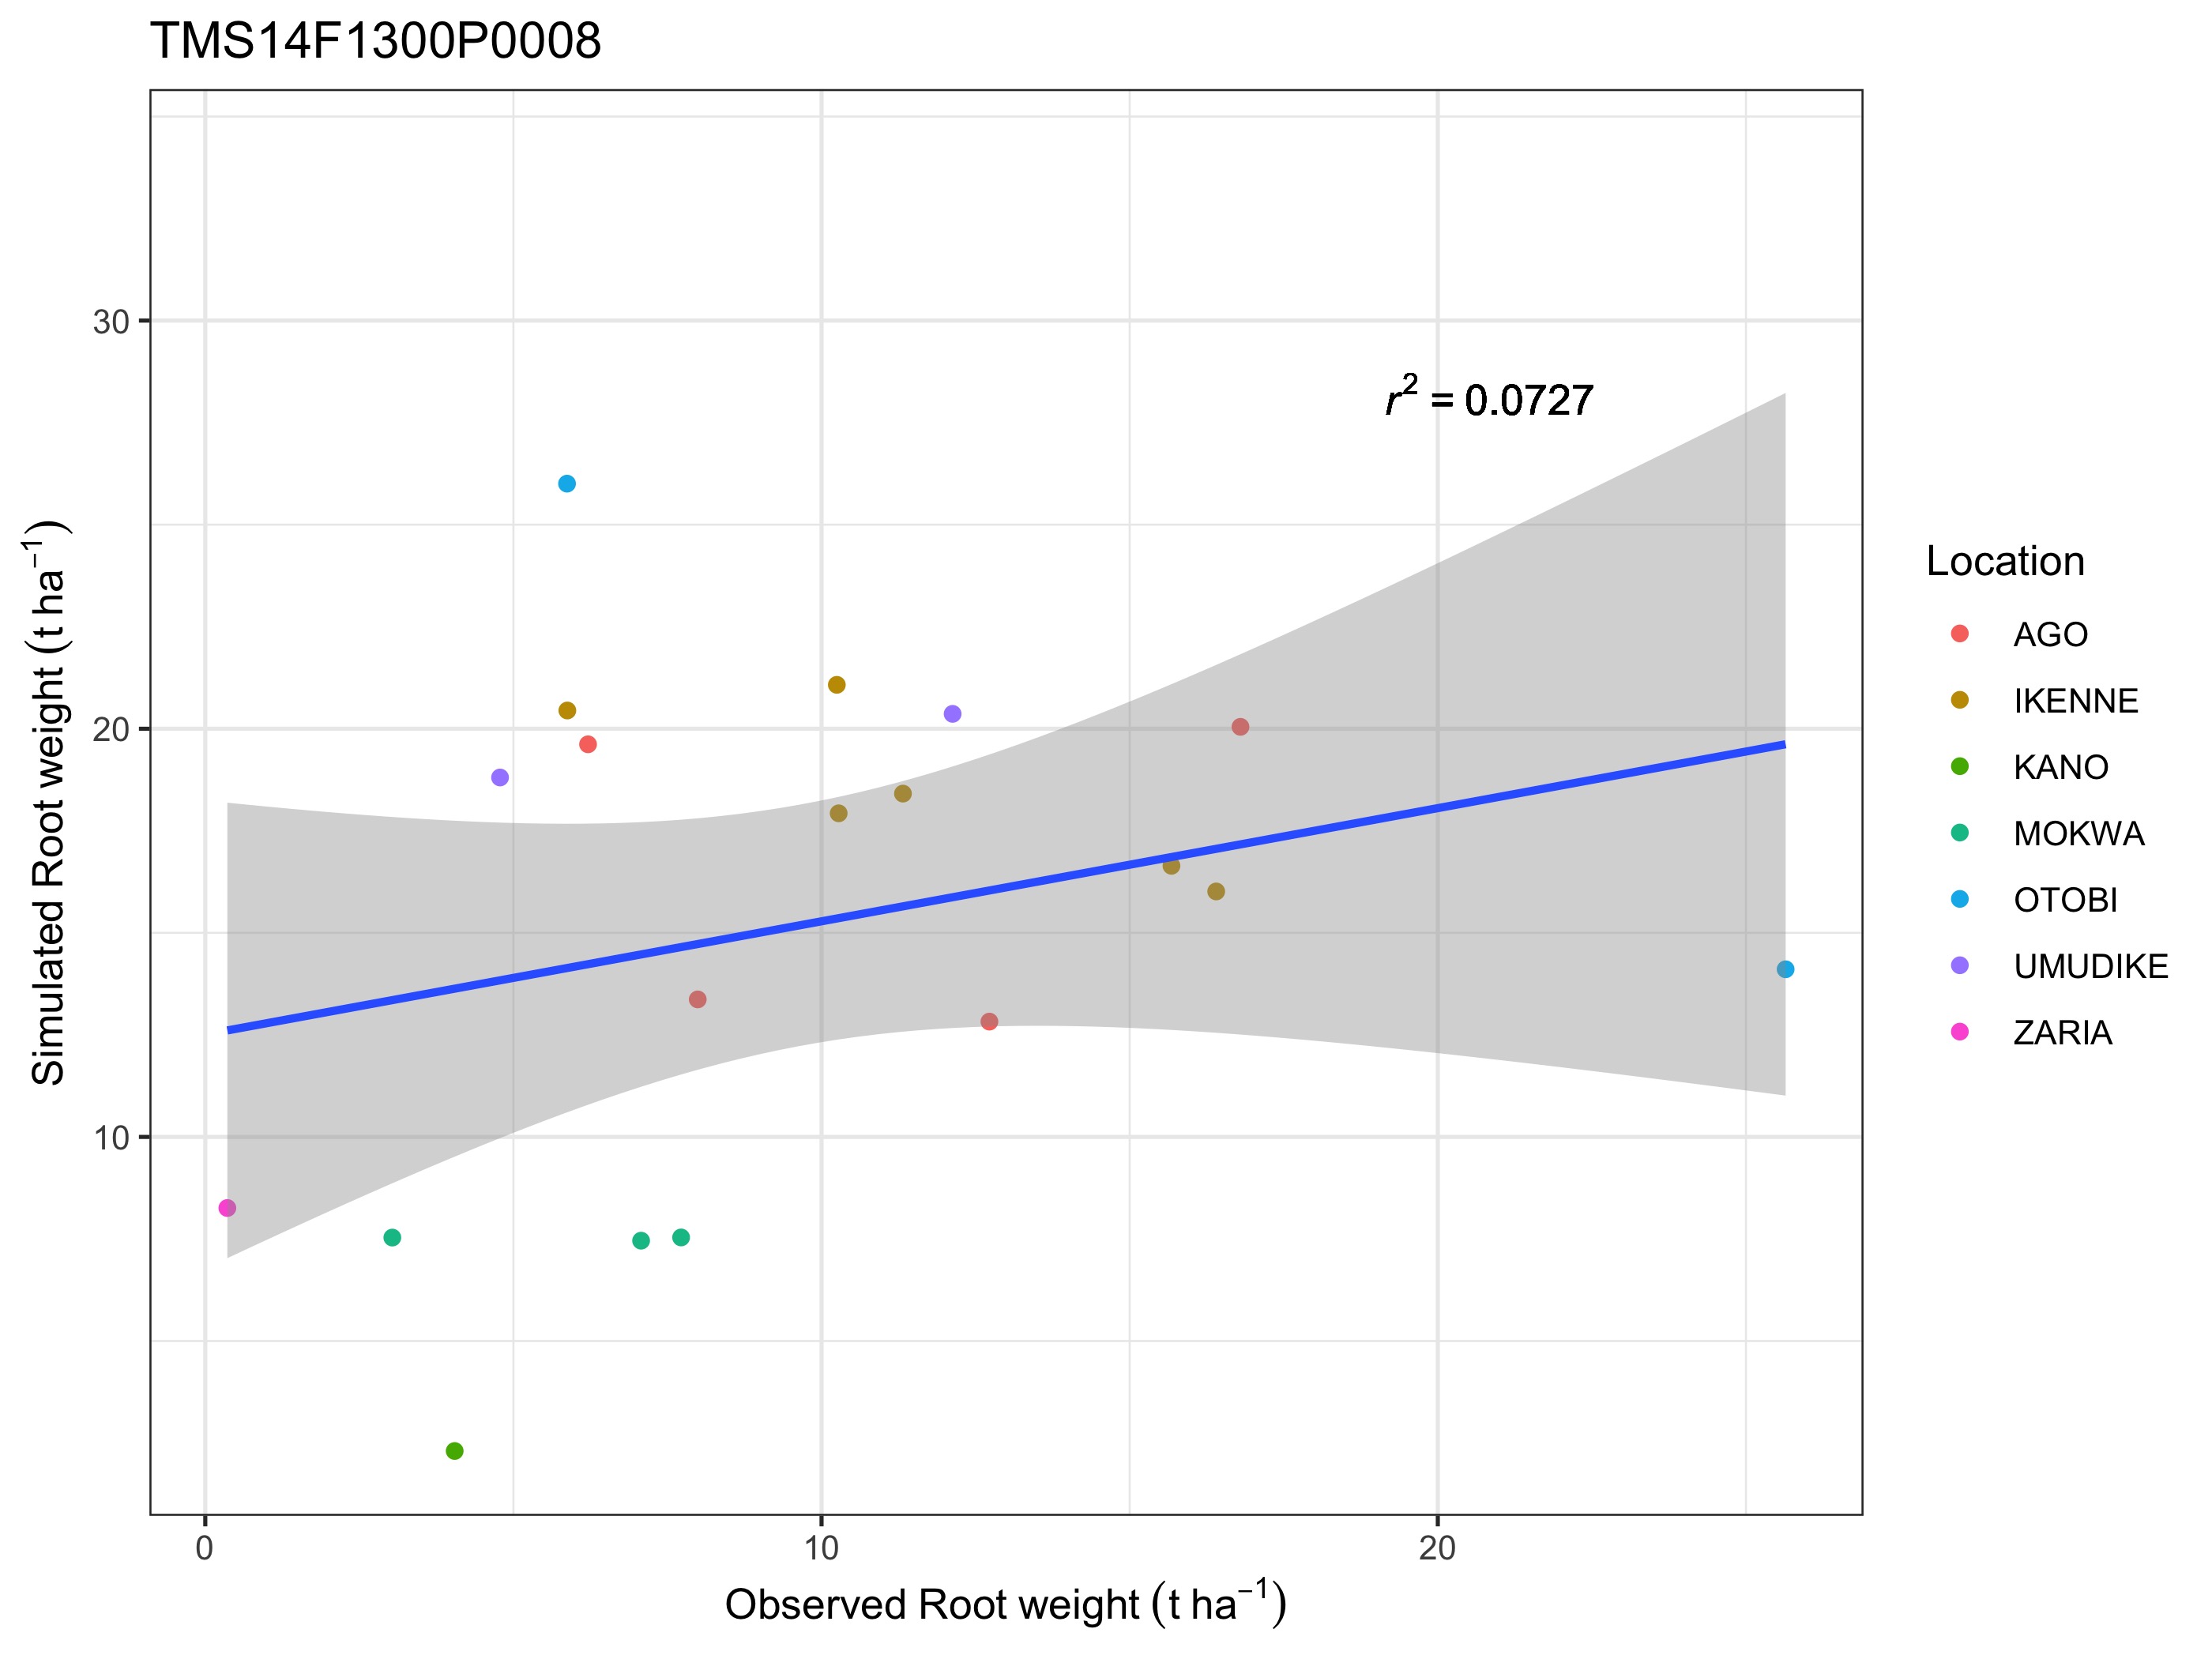 TMS14F1300P0008
30
20
10
0
10
20
Simulated Root weight (t ha⁻¹)
Observed Root weight (t ha⁻¹)
r² = 0.0727
Location
AGO
IKENNE
KANO
MOKWA
OTOBI
UMUDIKE
ZARIA